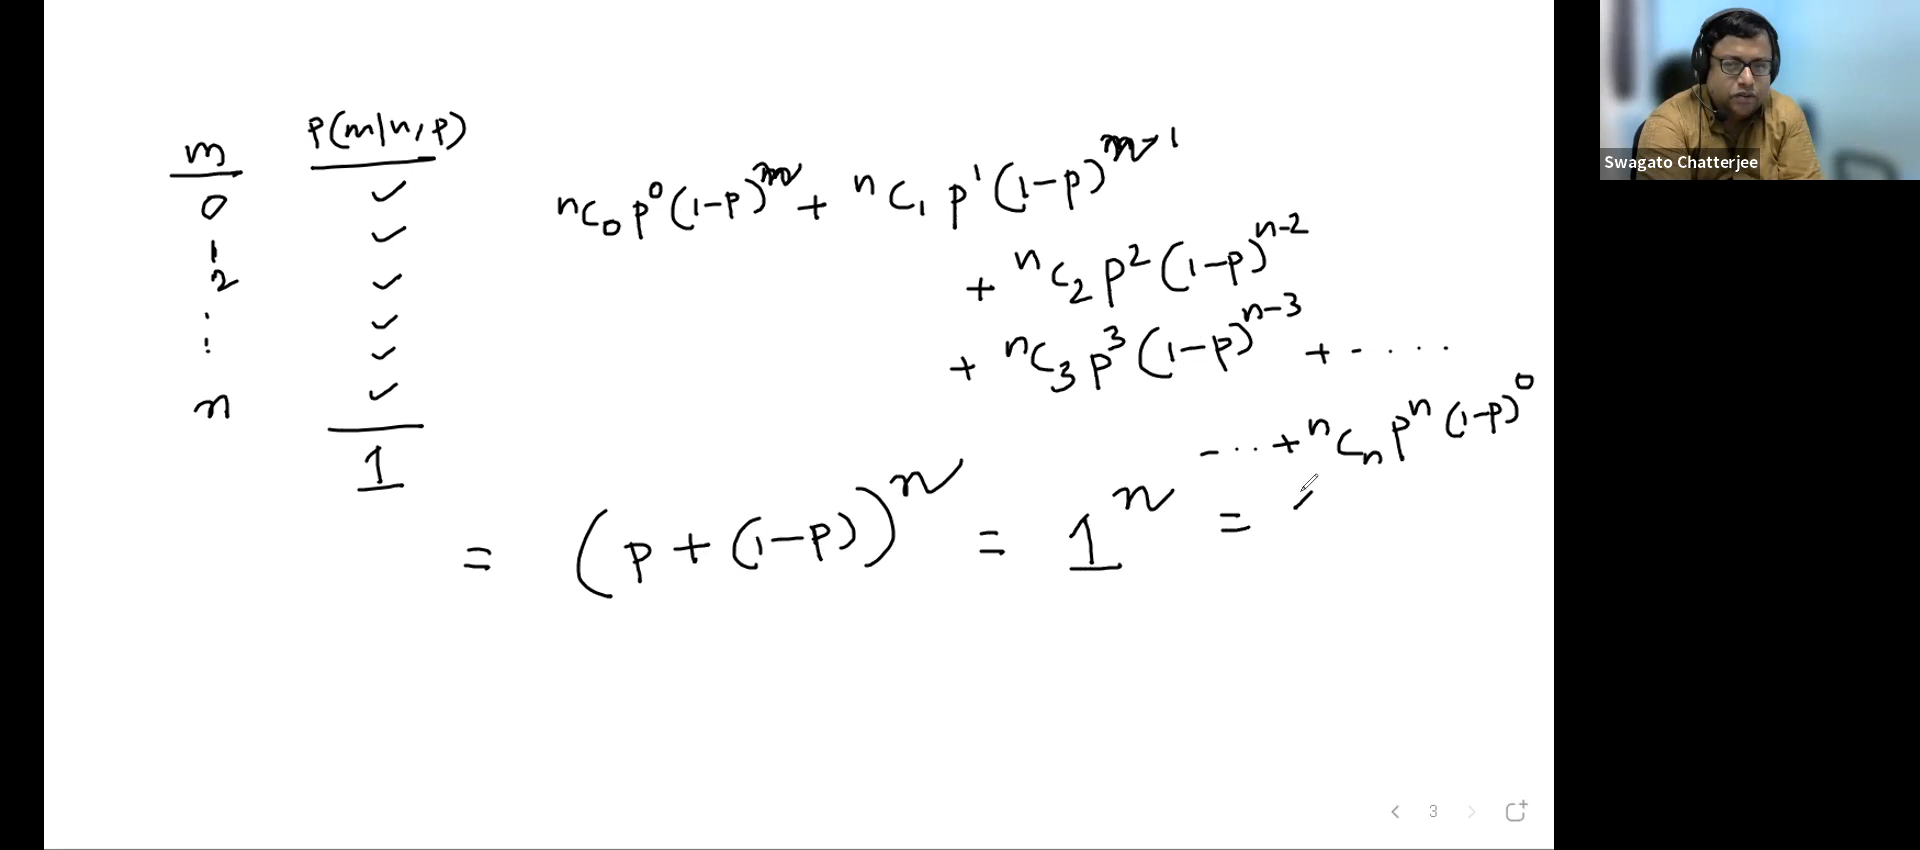 m P(m|n,p)
0 ✓
1 ✓
2 ✓
: ✓
: ✓
n ✓
1
ⁿC₀ p⁰ (1-p)ⁿ + ⁿC₁ p¹ (1-p)ⁿ⁻¹
+ ⁿC₂ p² (1-p)ⁿ⁻²
+ ⁿC₃ p³ (1-p)ⁿ⁻³ + - · · · ·
- · · · + ⁿCₙ pⁿ (1-p)⁰
= (p + (1-p))ⁿ = 1ⁿ =
Swagato Chatterjee
< 3 >